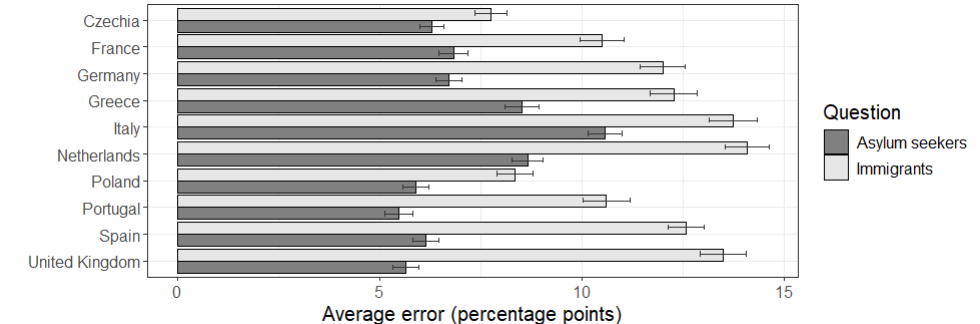 Czechia
France
Germany
Greece
Italy
Netherlands
Poland
Portugal
Spain
United Kingdom
0 5 10 15
Average error (percentage points)
Question
Asylum seekers
Immigrants